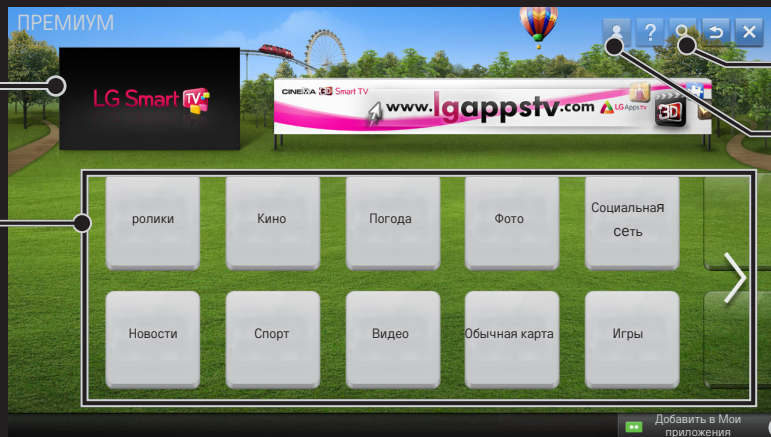 ПРЕМИУМ
?
LG Smart TV
CINEMA 3D Smart TV
www.lgappstv.com LG Apps TV
3D
ролики
Кино
Погода
Фото
Социальная
сеть
Новости
Спорт
Видео
Обычная карта
Игры
Добавить в Мои
приложения